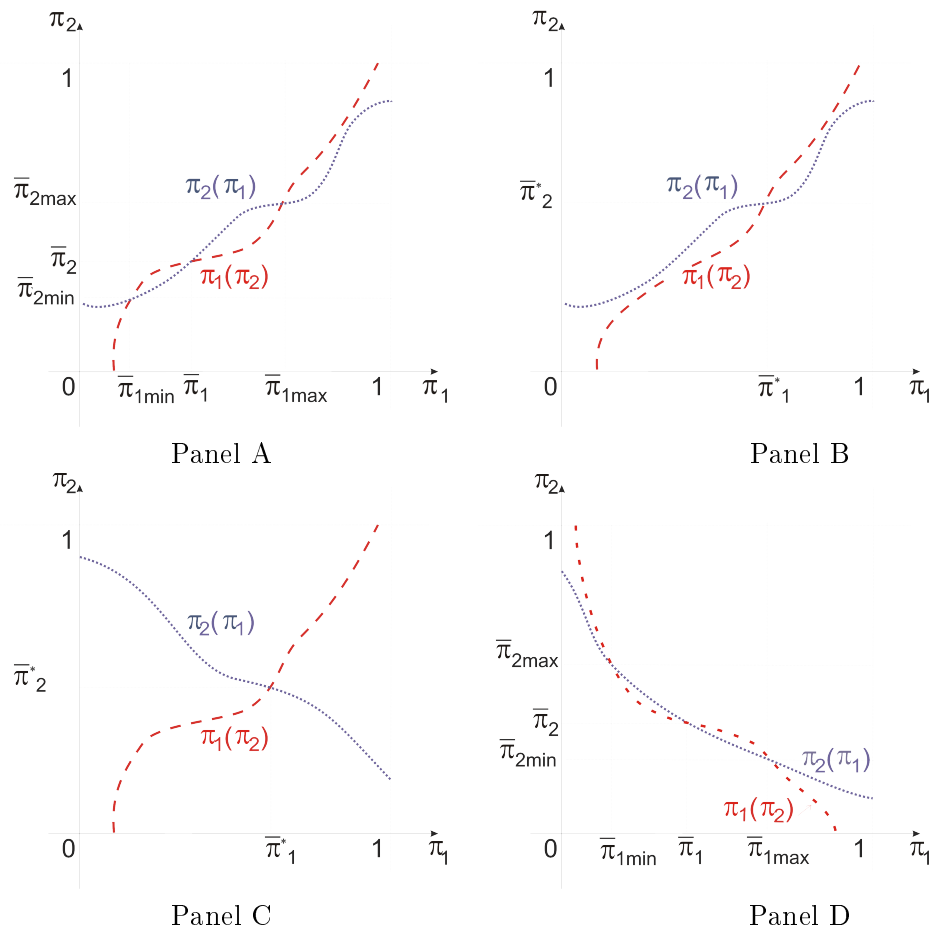 π₂ π₂
1 1
π₂(π₁) π₂(π₁)
π̅₂max π̅*₂
π̅₂ π₁(π₂) π₁(π₂)
π̅₂min
0 π̅₁min π̅₁ π̅₁max 1 π₁ 0 π̅*₁ 1 π₁
Panel A Panel B
π₂ π₂
1 1
π₂(π₁)
π̅*₂ π̅₂max
π₁(π₂) π̅₂
π̅₂min π₂(π₁)
π₁(π₂)
0 π̅*₁ 1 π₁ 0 π̅₁min π̅₁ π̅₁max 1 π₁
Panel C Panel D